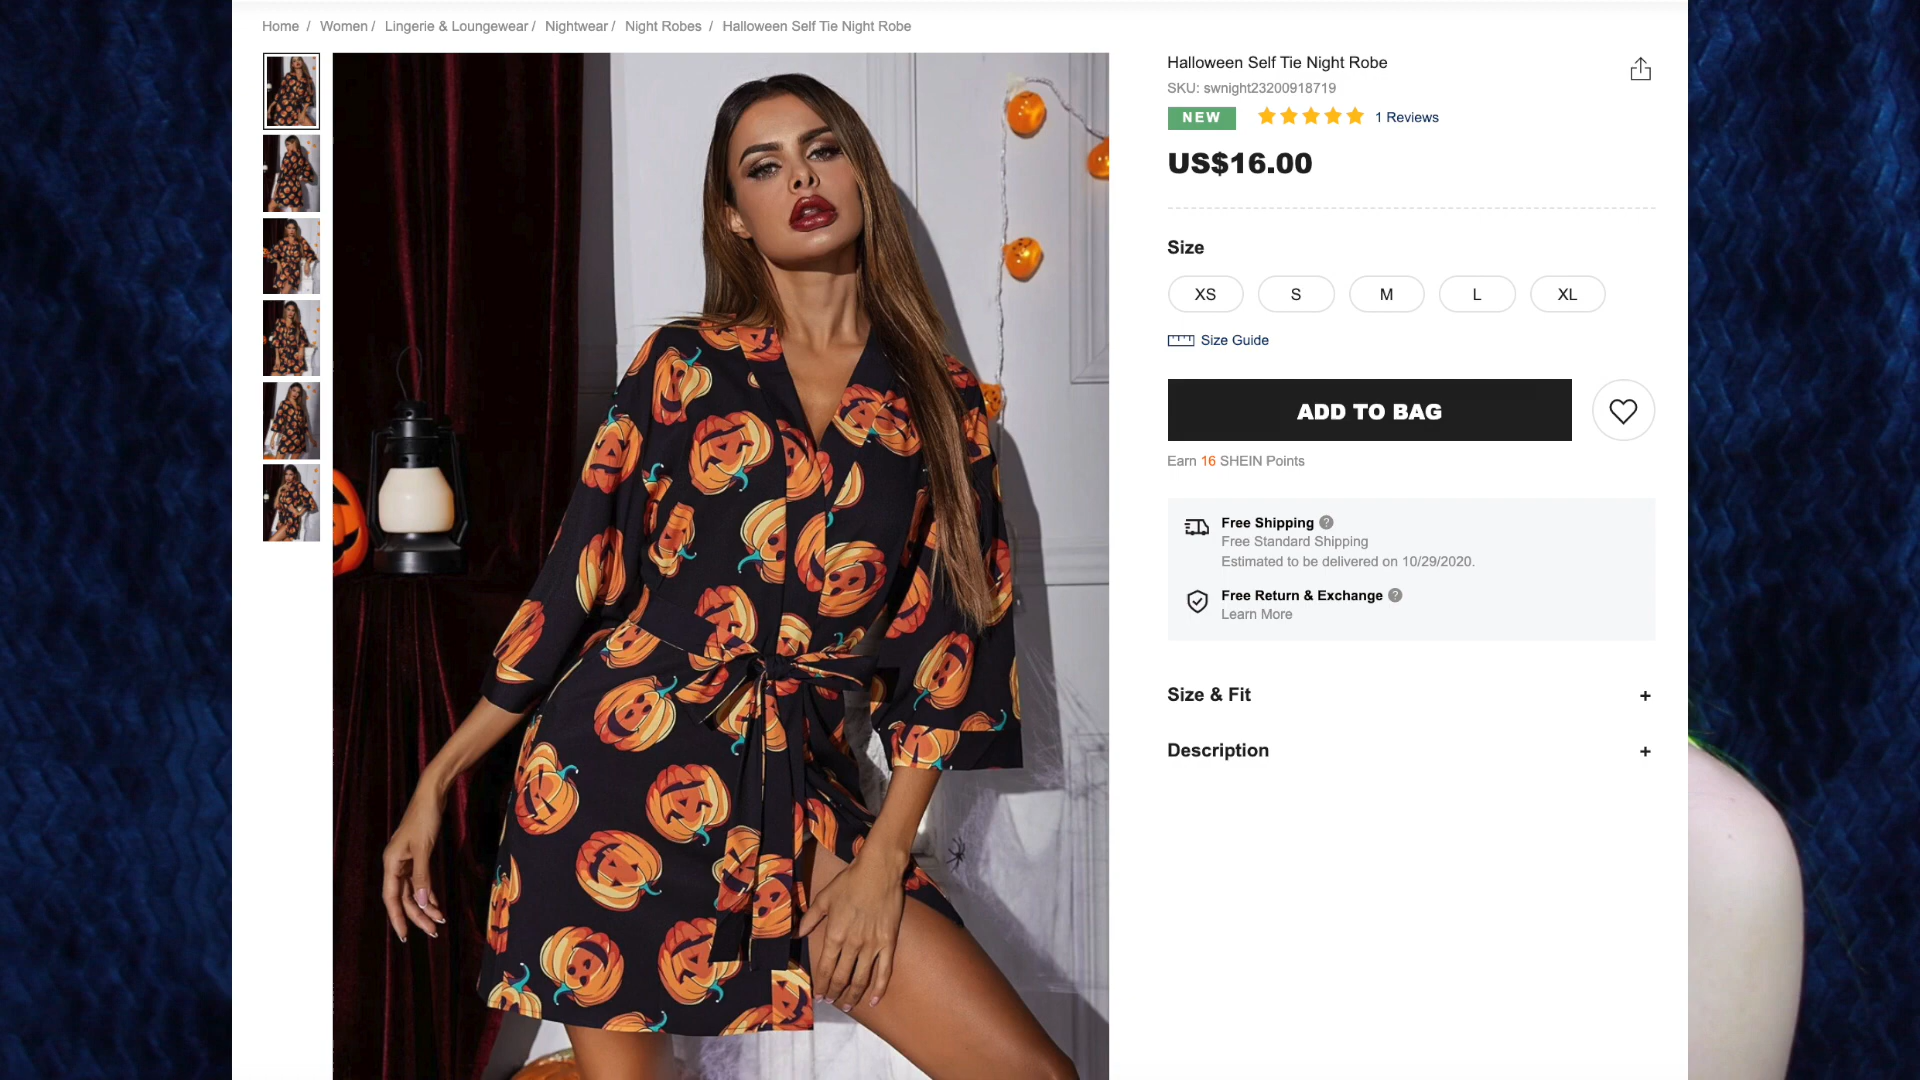 Home / Women / Lingerie & Loungewear / Nightwear / Night Robes / Halloween Self Tie Night Robe
Halloween Self Tie Night Robe
SKU: swnight23200918719
NEW
1 Reviews
US$16.00
Size
XS S M L XL
Size Guide
ADD TO BAG
Earn 16 SHEIN Points
Free Shipping ?
Free Standard Shipping
Estimated to be delivered on 10/29/2020.
Free Return & Exchange ?
Learn More
Size & Fit +
Description +